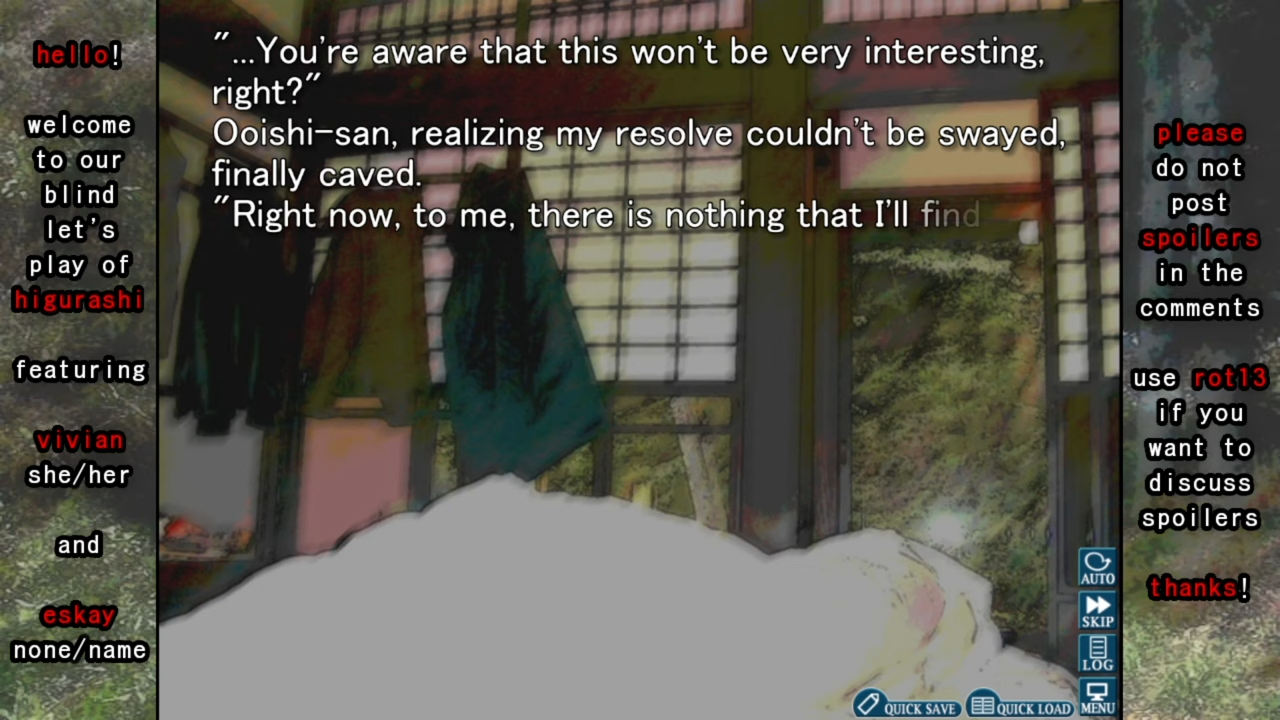 hello!
welcome
to our
blind
let's
play of
higurashi
featuring
vivian
she/her
and
eskay
none/name
"...You're aware that this won't be very interesting,
right?"
Ooishi-san, realizing my resolve couldn't be swayed,
finally caved.
"Right now, to me, there is nothing that I'll find
please
do not
post
spoilers
in the
comments
use rot13
if you
want to
discuss
spoilers
thanks!
AUTO
SKIP
LOG
MENU
QUICK SAVE
QUICK LOAD